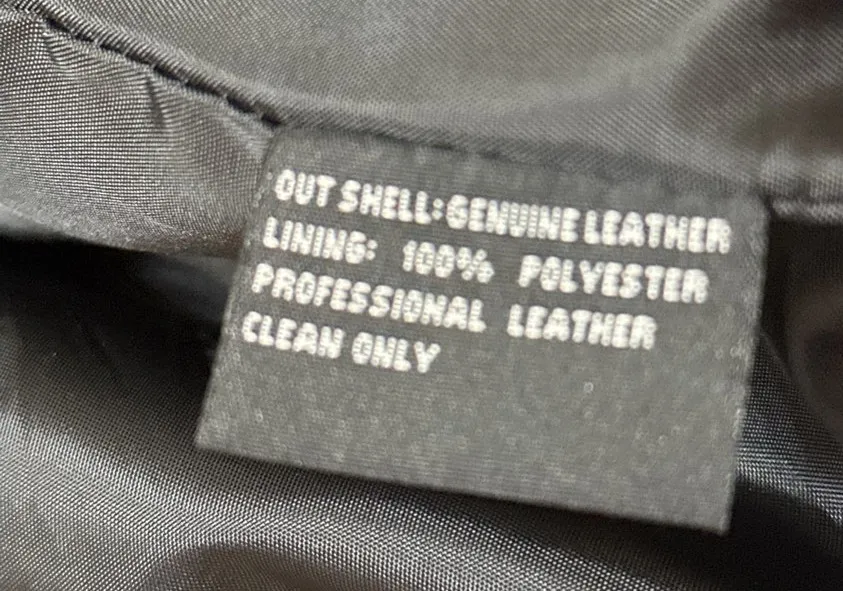 OUT SHELL:GENUINE LEATHER
LINING: 100% POLYESTER
PROFESSIONAL LEATHER
CLEAN ONLY